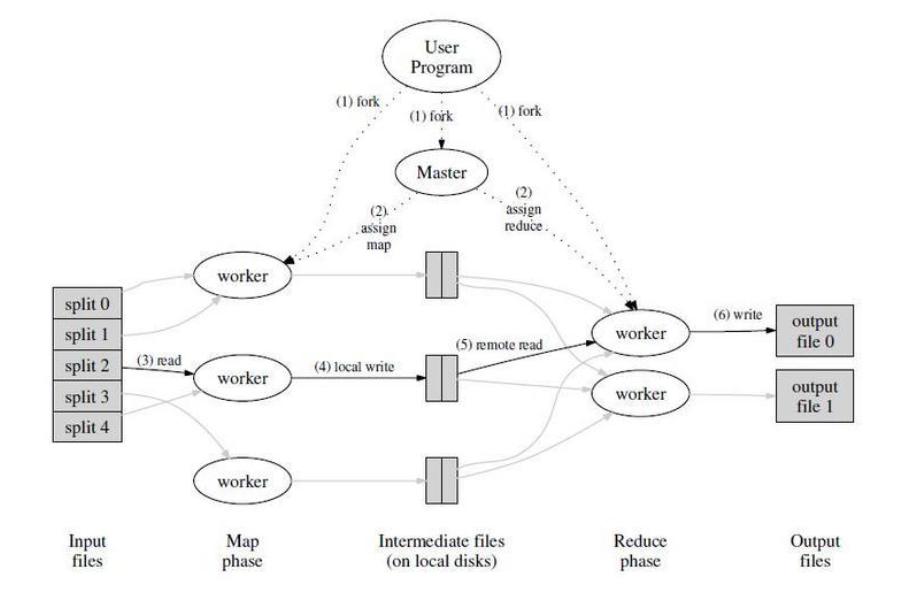 User
Program
(1) fork
(1) fork
(1) fork
Master
(2)
assign
map
(2)
assign
reduce
worker
split 0
split 1
split 2
split 3
split 4
(3) read
worker
(4) local write
(5) remote read
worker
(6) write
output
file 0
worker
output
file 1
worker
Input
files
Map
phase
Intermediate files
(on local disks)
Reduce
phase
Output
files